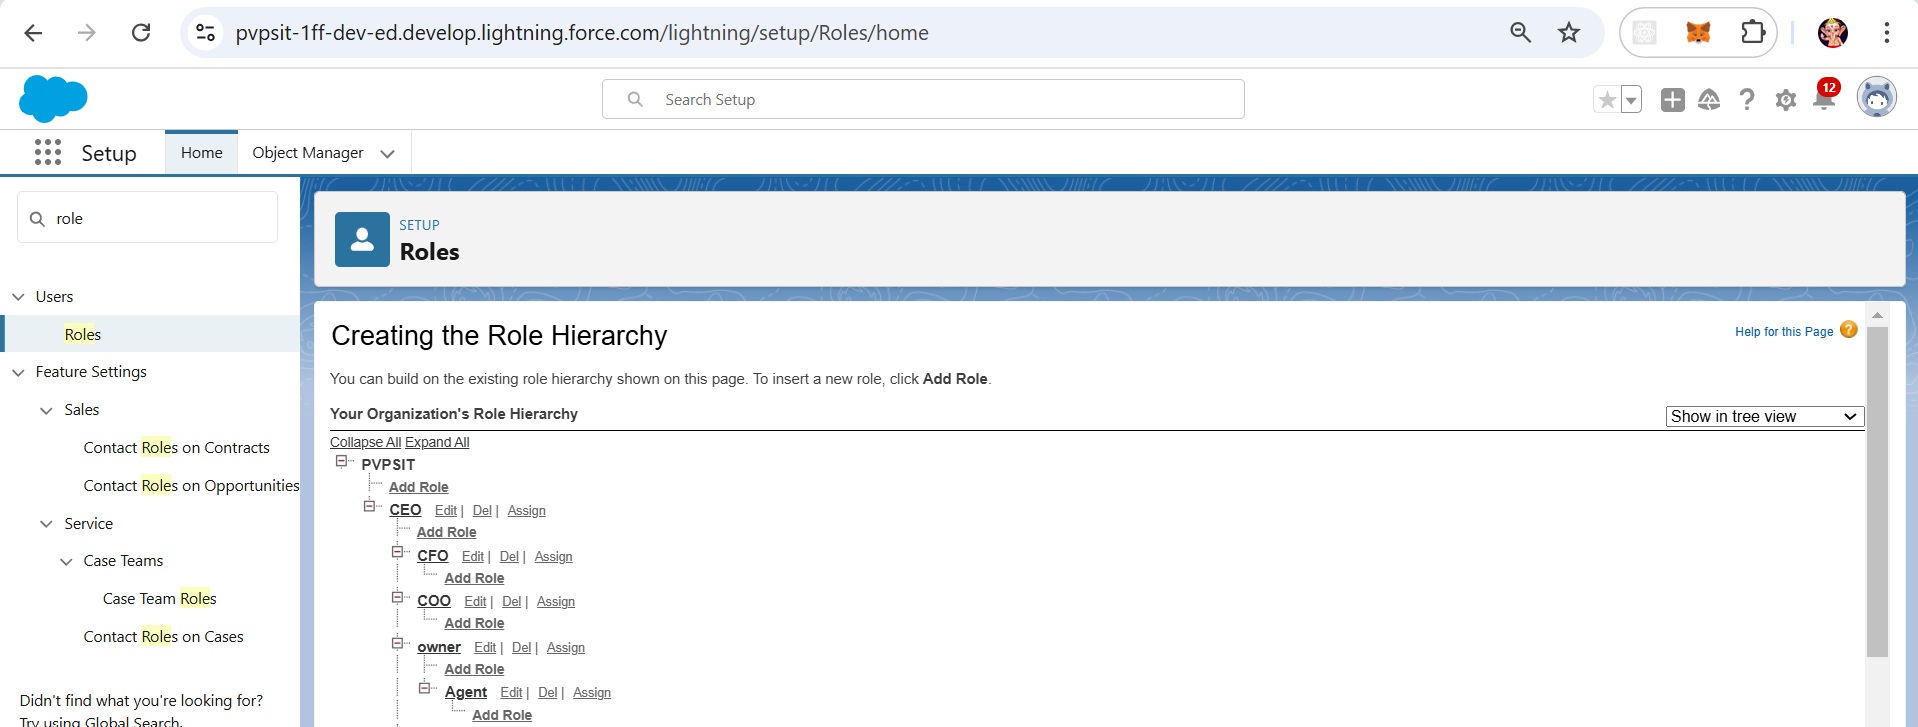 pvpsit-1ff-dev-ed.develop.lightning.force.com/lightning/setup/Roles/home
Search Setup
12
Setup
Home
Object Manager
role
Users
Roles
Feature Settings
Sales
Contact Roles on Contracts
Contact Roles on Opportunities
Service
Case Teams
Case Team Roles
Contact Roles on Cases
Didn't find what you're looking for?
Try using Global Search.
SETUP
Roles
Creating the Role Hierarchy
Help for this Page ?
You can build on the existing role hierarchy shown on this page. To insert a new role, click Add Role.
Your Organization's Role Hierarchy
Show in tree view
Collapse All Expand All
PVPSIT
Add Role
CEO Edit | Del | Assign
Add Role
CFO Edit | Del | Assign
Add Role
COO Edit | Del | Assign
Add Role
owner Edit | Del | Assign
Add Role
Agent Edit | Del | Assign
Add Role